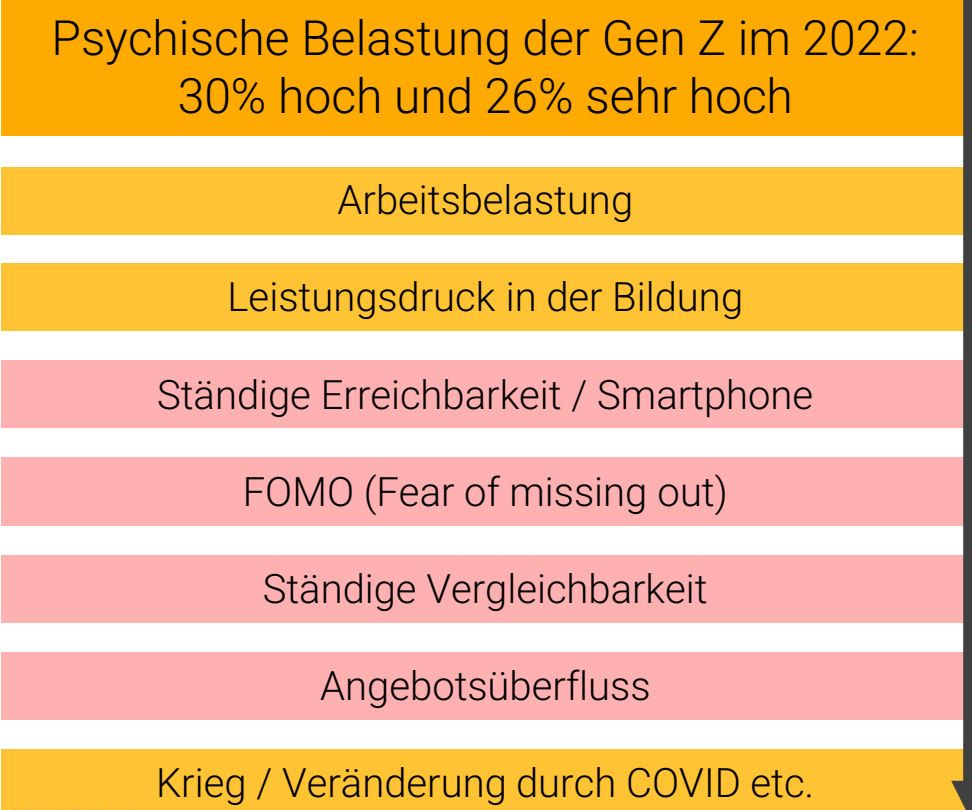 Psychische Belastung der Gen Z im 2022:
30% hoch und 26% sehr hoch
Arbeitsbelastung
Leistungsdruck in der Bildung
Ständige Erreichbarkeit / Smartphone
FOMO (Fear of missing out)
Ständige Vergleichbarkeit
Angebotsüberfluss
Krieg / Veränderung durch COVID etc.